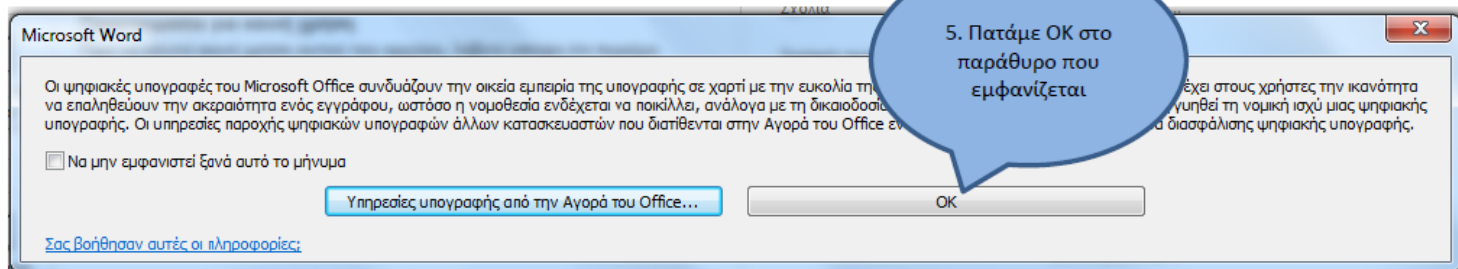 Σχόλια
Microsoft Word
5. Πατάμε ΟΚ στο
παράθυρο που
εμφανίζεται
Οι ψηφιακές υπογραφές του Microsoft Office συνδυάζουν την οικεία εμπειρία της υπογραφής σε χαρτί με την ευκολία της έχει στους χρήστες την ικανότητα
να επαληθεύουν την ακεραιότητα ενός εγγράφου, ωστόσο η νομοθεσία ενδέχεται να ποικίλλει, ανάλογα με τη δικαιοδοσία γυηθεί τη νομική ισχύ μιας ψηφιακής
υπογραφής. Οι υπηρεσίες παροχής ψηφιακών υπογραφών άλλων κατασκευαστών που διατίθενται στην Αγορά του Office διασφάλισης ψηφιακής υπογραφής.
Να μην εμφανιστεί ξανά αυτό το μήνυμα
Υπηρεσίες υπογραφής από την Αγορά του Office...
OK
Σας βοήθησαν αυτές οι πληροφορίες;